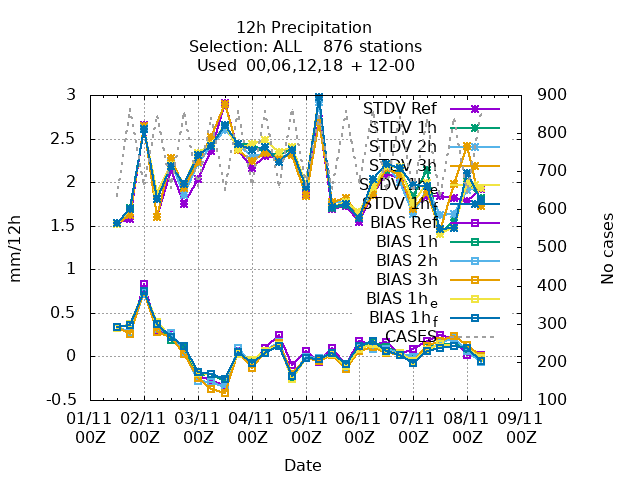 12h Precipitation
Selection: ALL 876 stations
Used 00,06,12,18 + 12-00
3
2.5
2
1.5
1
0.5
0
-0.5
mm/12h
900
800
700
600
500
400
300
200
100
No cases
STDV Ref
STDV 1h
STDV 2h
STDV 3h
STDV 1he
STDV 1hf
BIAS Ref
BIAS 1h
BIAS 2h
BIAS 3h
BIAS 1he
BIAS 1hf
CASES
01/11 02/11 03/11 04/11 05/11 06/11 07/11 08/11 09/11
00Z 00Z 00Z 00Z 00Z 00Z 00Z 00Z 00Z
Date